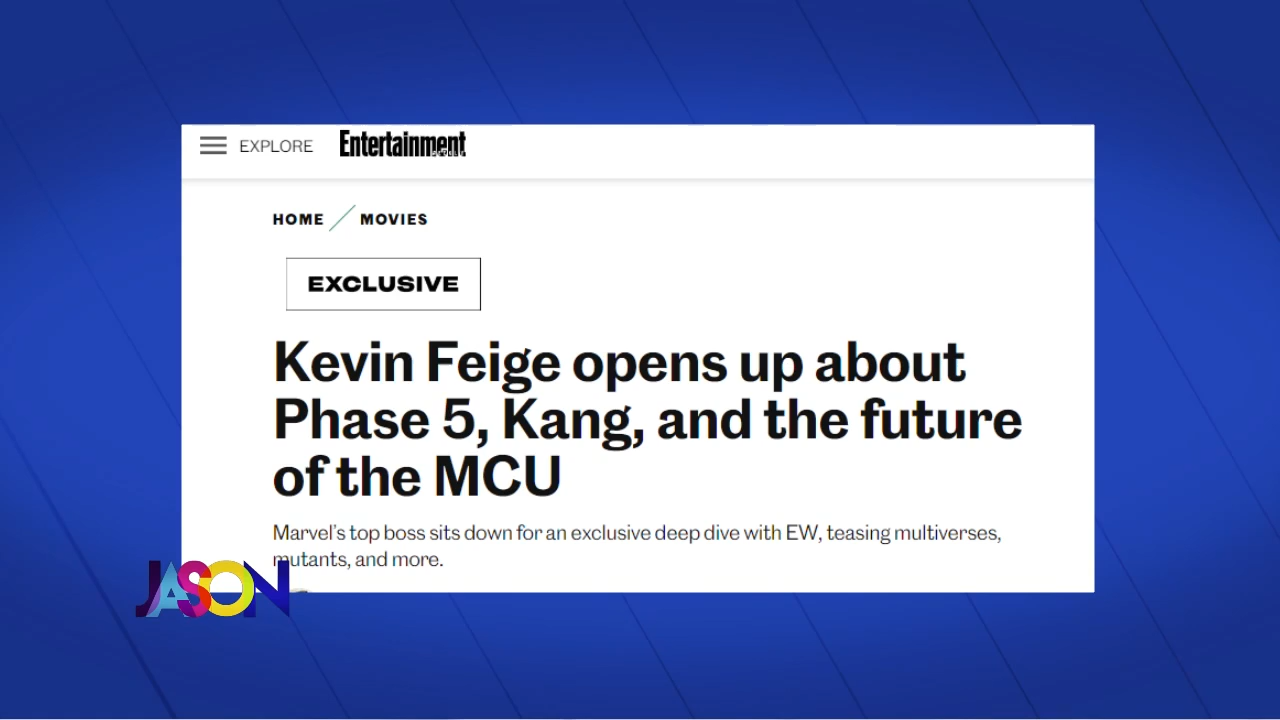 EXPLORE Entertainment
HOME / MOVIES
EXCLUSIVE
Kevin Feige opens up about
Phase 5, Kang, and the future
of the MCU
Marvel's top boss sits down for an exclusive deep dive with EW, teasing multiverses,
mutants, and more.
JASON